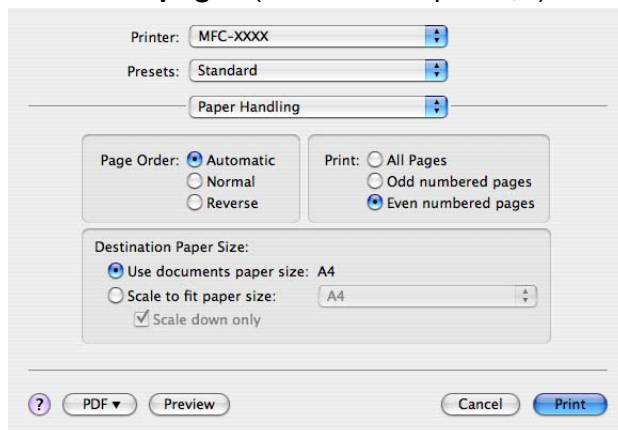 Printer: MFC-XXXX
Presets: Standard
Paper Handling
Page Order: Automatic
Normal
Reverse
Print: All Pages
Odd numbered pages
Even numbered pages
Destination Paper Size:
Use documents paper size: A4
Scale to fit paper size: A4
Scale down only
? PDF▼ Preview Cancel Print